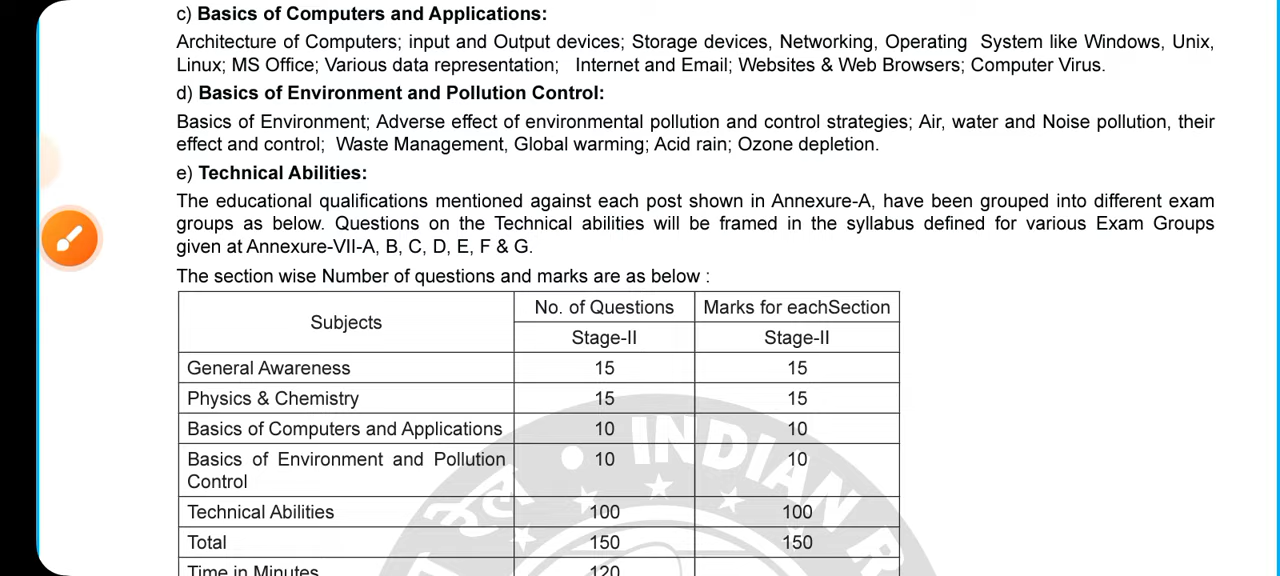 c) Basics of Computers and Applications:
Architecture of Computers; input and Output devices; Storage devices, Networking, Operating System like Windows, Unix,
Linux; MS Office; Various data representation; Internet and Email; Websites & Web Browsers; Computer Virus.
d) Basics of Environment and Pollution Control:
Basics of Environment; Adverse effect of environmental pollution and control strategies; Air, water and Noise pollution, their
effect and control; Waste Management, Global warming; Acid rain; Ozone depletion.
e) Technical Abilities:
The educational qualifications mentioned against each post shown in Annexure-A, have been grouped into different exam
groups as below. Questions on the Technical abilities will be framed in the syllabus defined for various Exam Groups
given at Annexure-VII-A, B, C, D, E, F & G.
The section wise Number of questions and marks are as below :
Subjects No. of Questions Marks for eachSection
Stage-II Stage-II
General Awareness 15 15
Physics & Chemistry 15 15
Basics of Computers and Applications 10 10
Basics of Environment and Pollution 10 10
Control
Technical Abilities 100 100
Total 150 150
Time in Minutes 120
INDIAN R